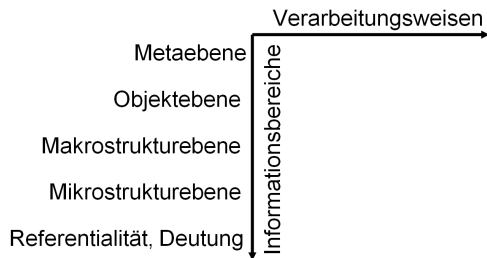 Verarbeitungsweisen
Metaebene
Objektebene
Makrostrukturebene
Mikrostrukturebene
Referentialität, Deutung
Informationsbereiche